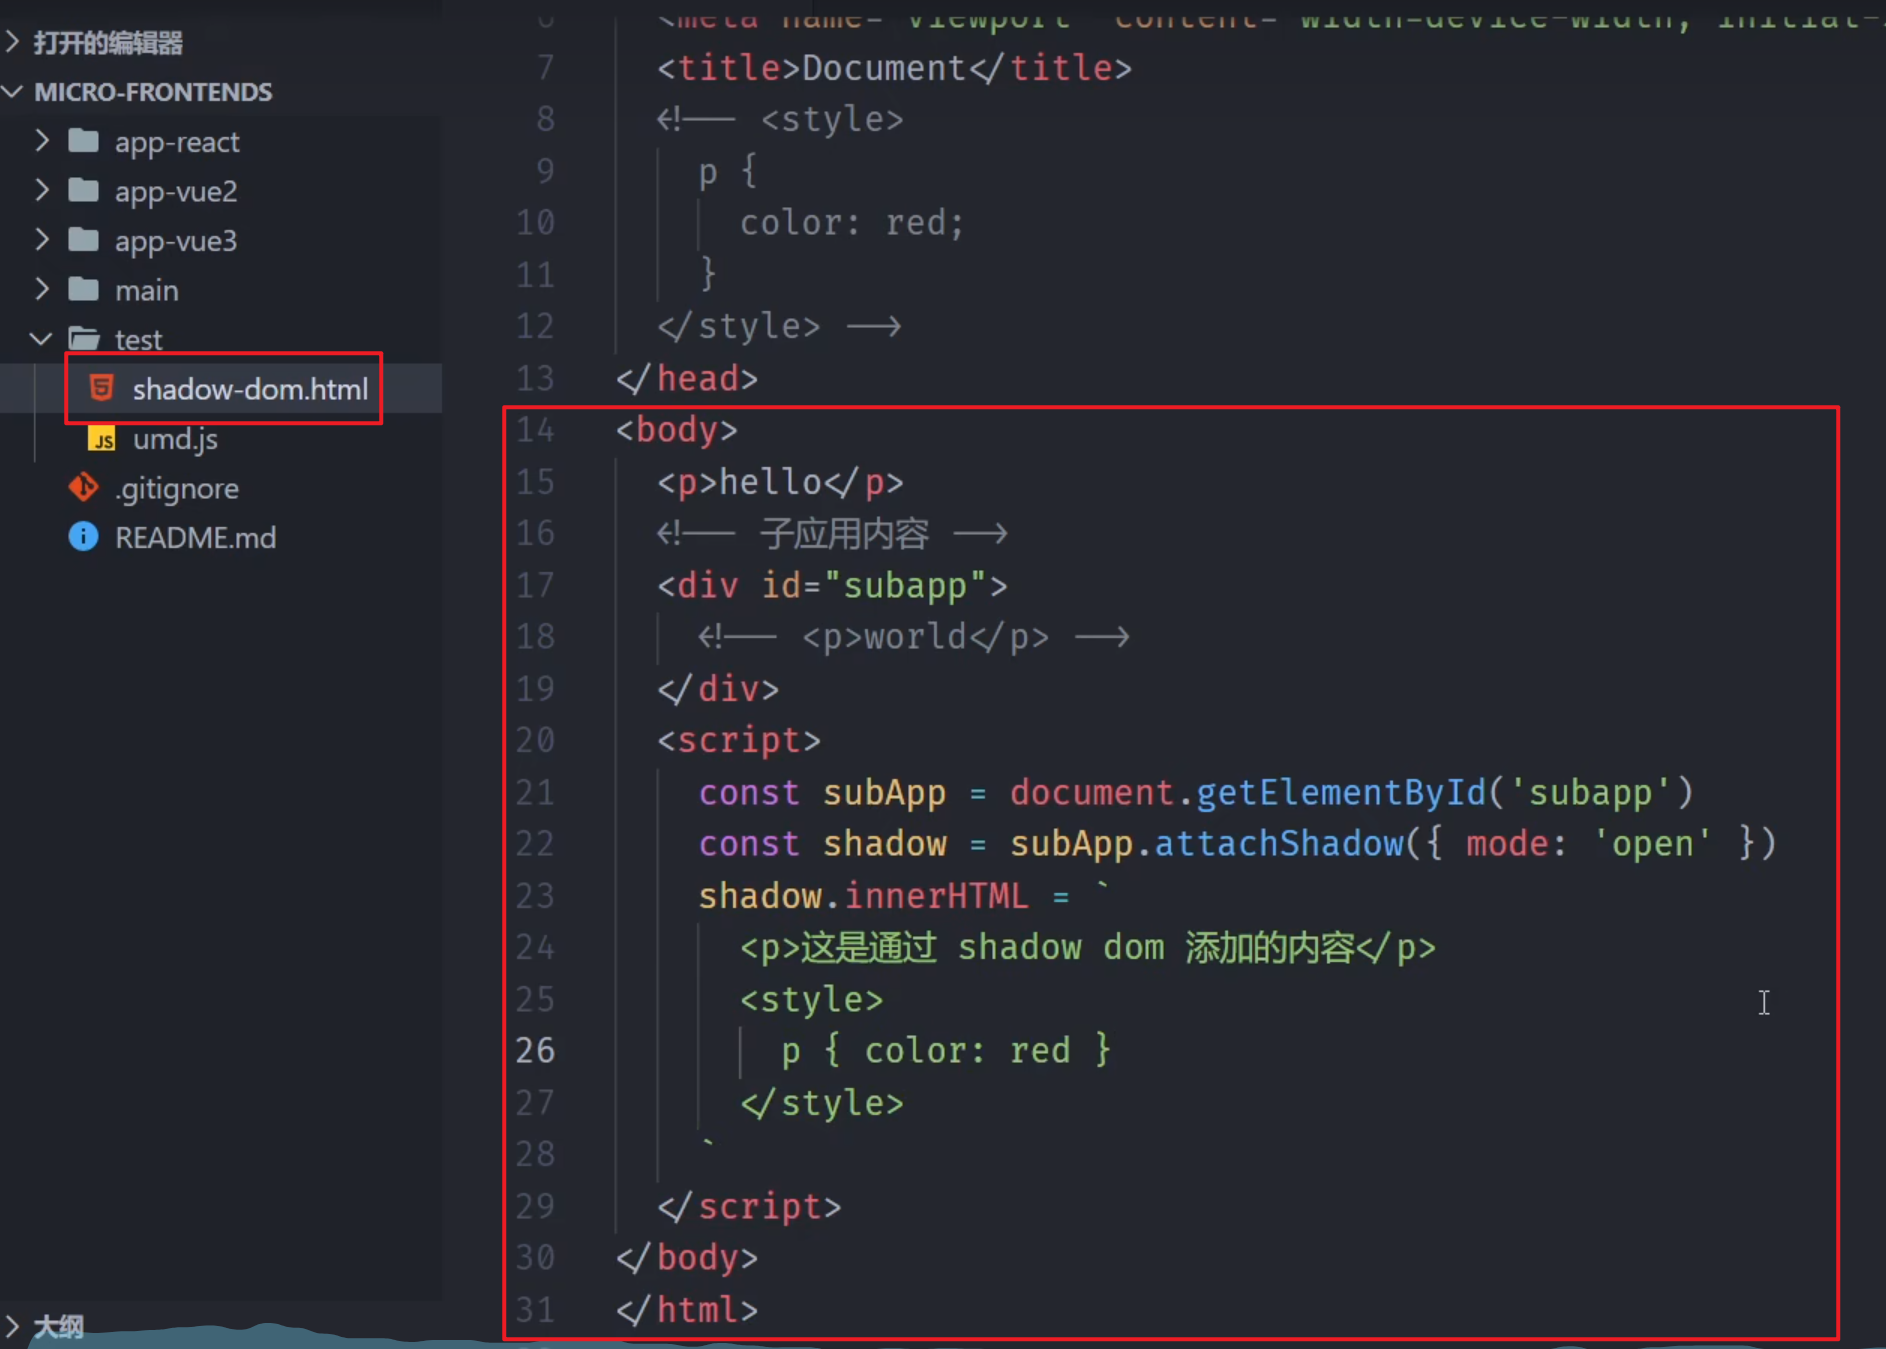 打开的编辑器
MICRO-FRONTENDS
app-react
app-vue2
app-vue3
main
test
shadow-dom.html
JS umd.js
.gitignore
README.md
大纲
6 <meta name="viewport" content="width=device-width, initial-
7 <title>Document</title>
8 <!-- <style>
9 p {
10 color: red;
11 }
12 </style> -->
13 </head>
14 <body>
15 <p>hello</p>
16 <!-- 子应用内容 -->
17 <div id="subapp">
18 <!-- <p>world</p> -->
19 </div>
20 <script>
21 const subApp = document.getElementById('subapp')
22 const shadow = subApp.attachShadow({ mode: 'open' })
23 shadow.innerHTML = `
24 <p>这是通过 shadow dom 添加的内容</p>
25 <style>
26 p { color: red }
27 </style>
28 `
29 </script>
30 </body>
31 </html>